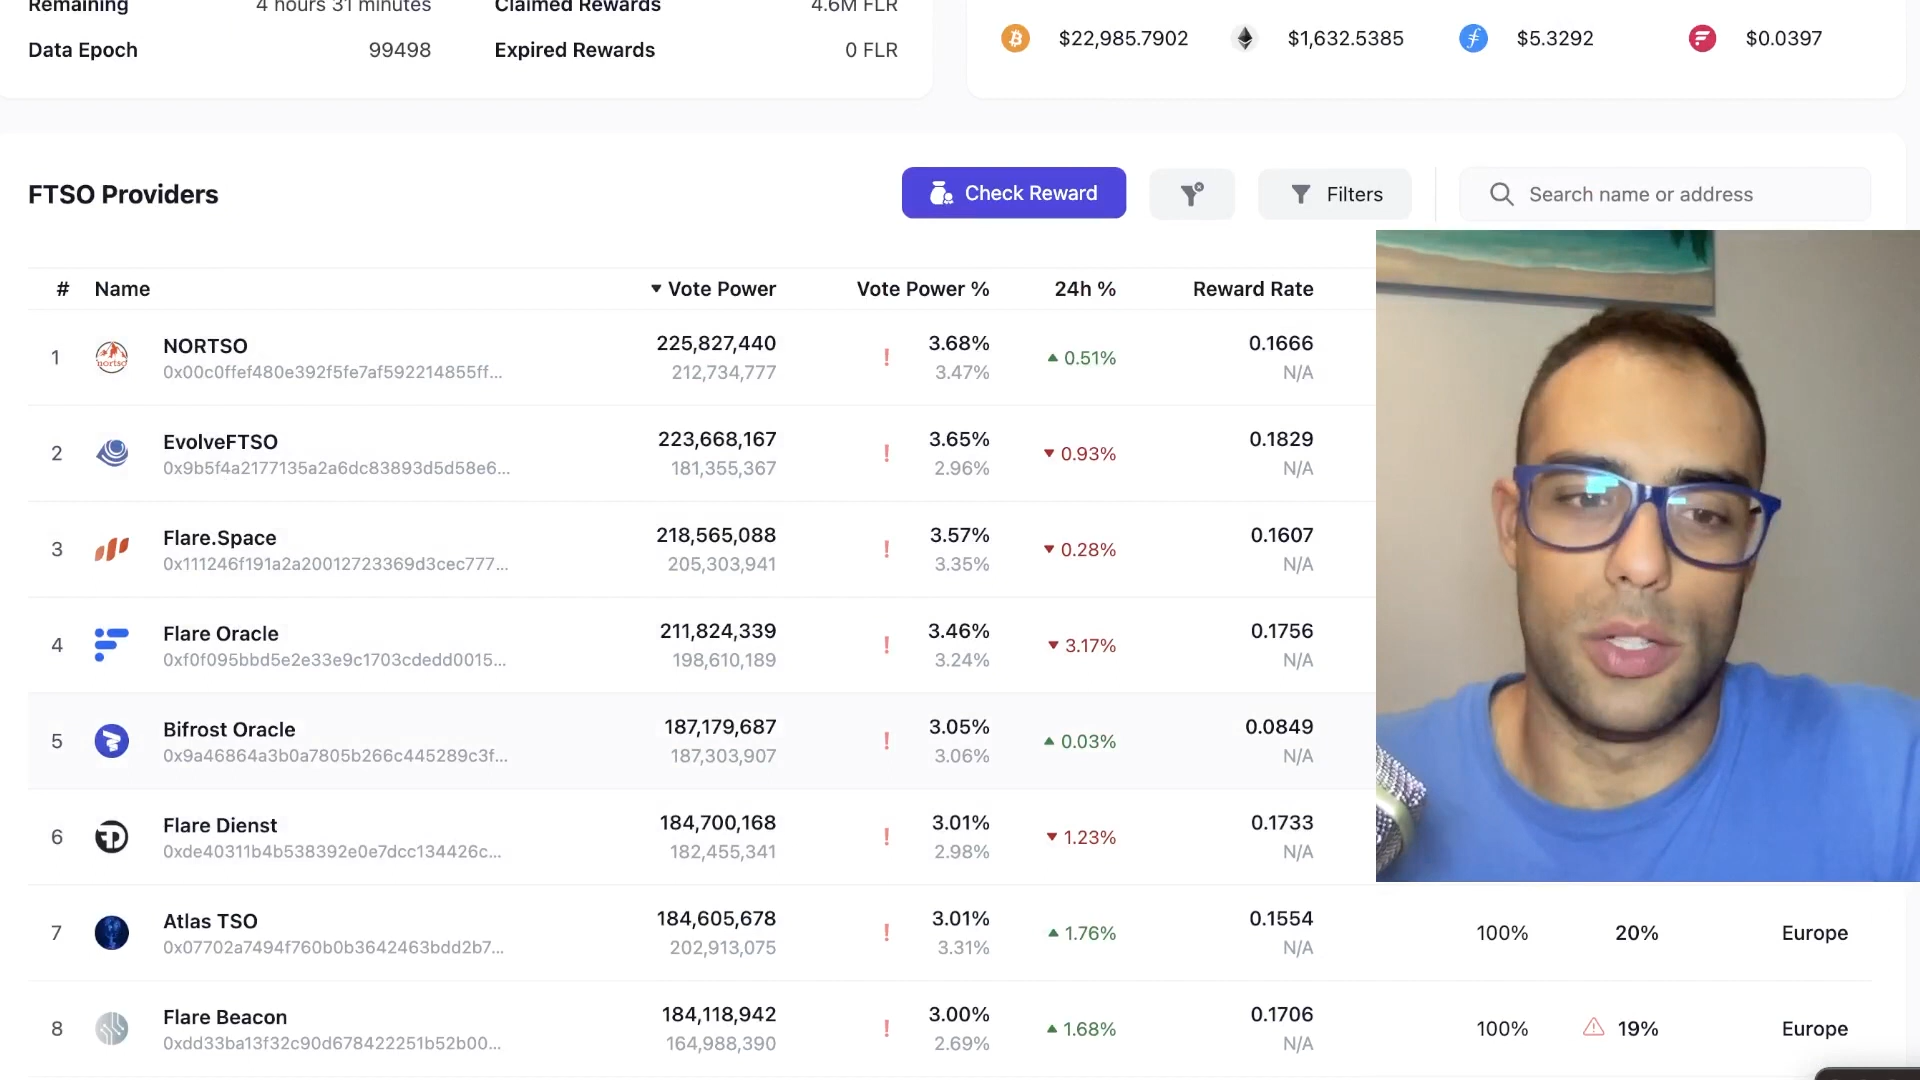 Remaining 4 hours 31 minutes Claimed Rewards 4.6M FLR
Data Epoch 99498 Expired Rewards 0 FLR
$22,985.7902 $1,632.5385 $5.3292 $0.0397
FTSO Providers Check Reward Filters Search name or address
# Name Vote Power Vote Power % 24h % Reward Rate
1 nortso NORTSO 225,827,440 ! 3.68% 0.51% 0.1666
0x00c0ffef480e392f5fe7af592214855ff... 212,734,777 3.47% N/A
2 EvolveFTSO 223,668,167 ! 3.65% 0.93% 0.1829
0x9b5f4a2177135a2a6dc83893d5d58e6... 181,355,367 2.96% N/A
3 Flare.Space 218,565,088 ! 3.57% 0.28% 0.1607
0x111246f191a2a20012723369d3cec777... 205,303,941 3.35% N/A
4 Flare Oracle 211,824,339 ! 3.46% 3.17% 0.1756
0xf0f095bbd5e2e33e9c1703cdedd0015... 198,610,189 3.24% N/A
5 Bifrost Oracle 187,179,687 ! 3.05% 0.03% 0.0849
0x9a46864a3b0a7805b266c445289c3f... 187,303,907 3.06% N/A
6 Flare Dienst 184,700,168 ! 3.01% 1.23% 0.1733
0xde40311b4b538392e0e7dcc134426c... 182,455,341 2.98% N/A
7 Atlas TSO 184,605,678 ! 3.01% 1.76% 0.1554 100% 20% Europe
0x07702a7494f760b0b3642463bdd2b7... 202,913,075 3.31% N/A
8 Flare Beacon 184,118,942 ! 3.00% 1.68% 0.1706 100% 19% Europe
0xdd33ba13f32c90d678422251b52b00... 164,988,390 2.69% N/A